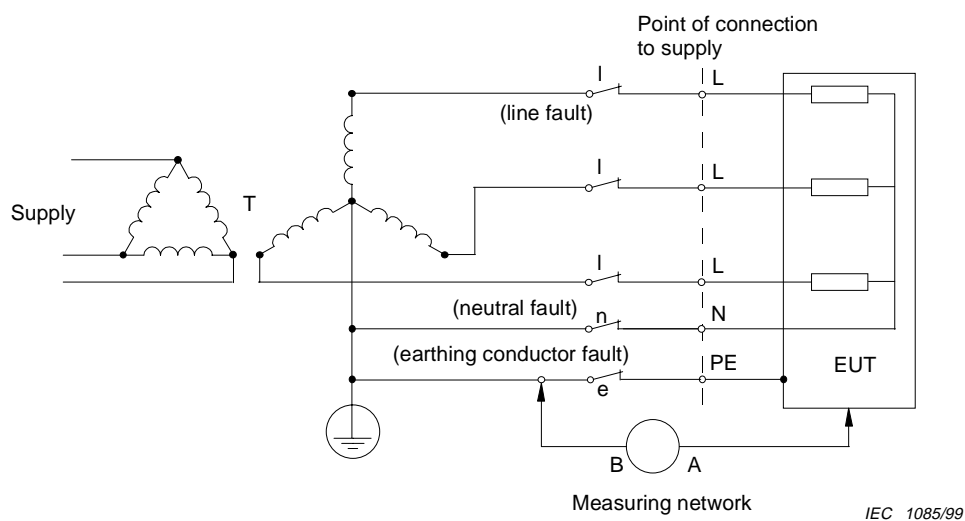 Point of connection
to supply
l
L
(line fault)
l
L
Supply
T
l
L
(neutral fault)
n
N
(earthing conductor fault)
PE
EUT
e
B
A
Measuring network
IEC 1085/99